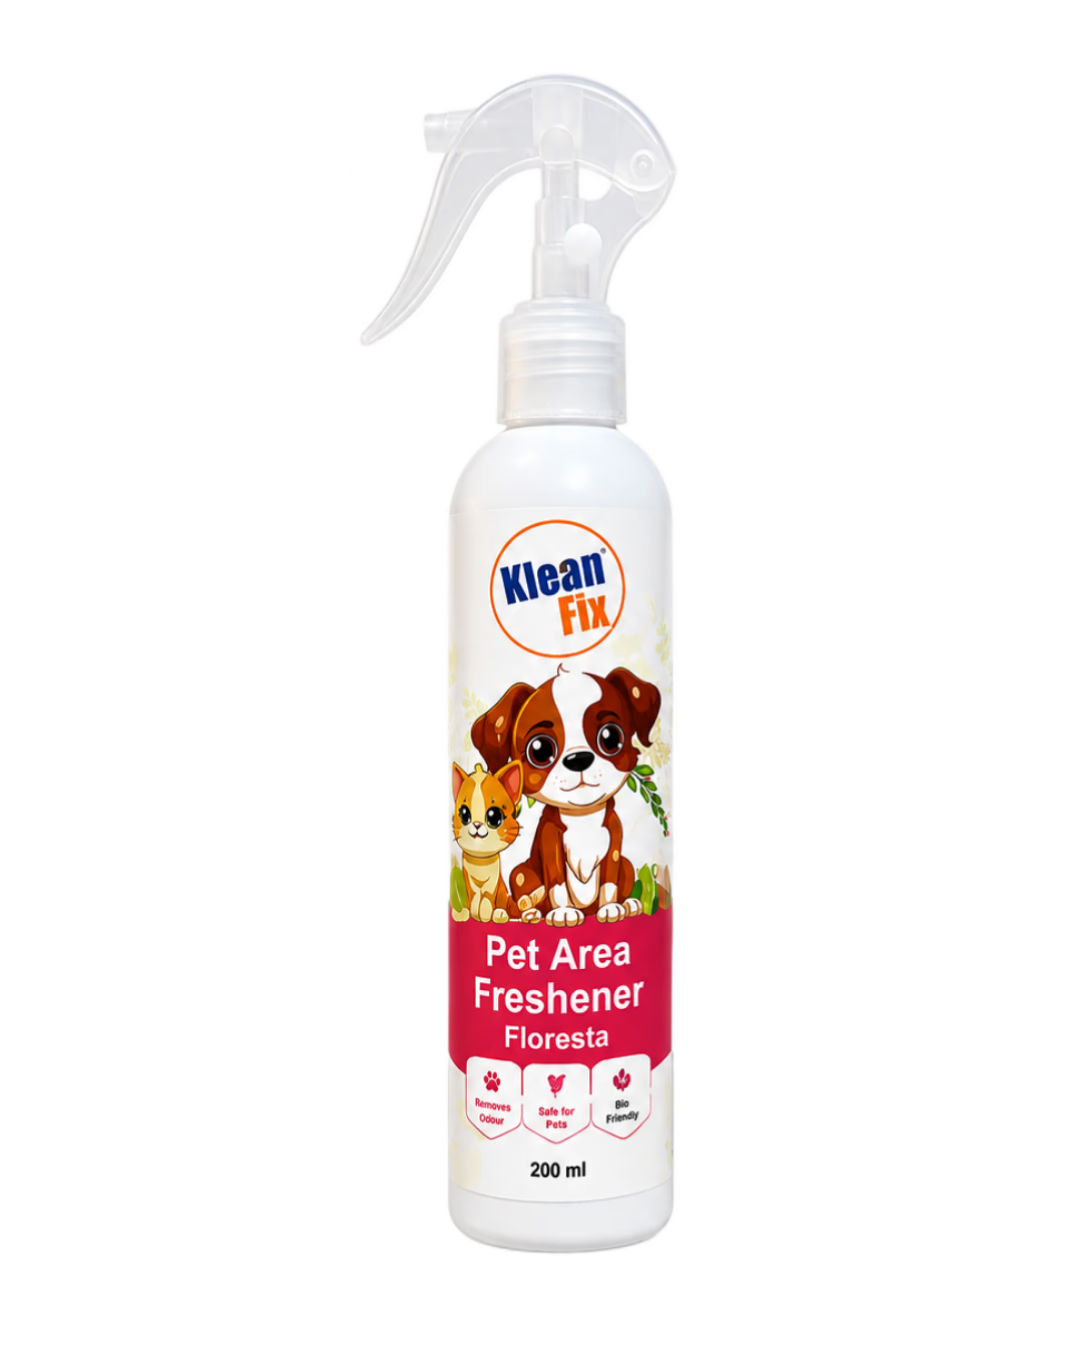 Klean®
Fix
Pet Area
Freshener
Floresta
Removes
Odour
Safe for
Pets
Bio
Friendly
200 ml